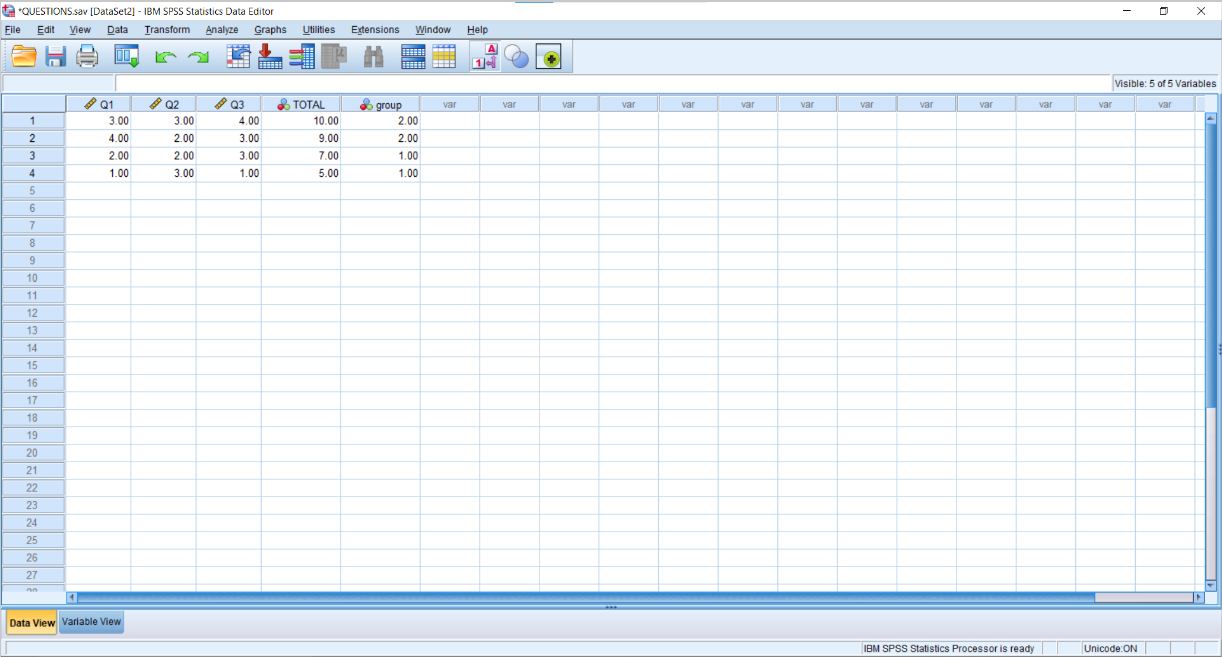 *QUESTIONS.sav [DataSet2] - IBM SPSS Statistics Data Editor
File Edit View Data Transform Analyze Graphs Utilities Extensions Window Help
Visible: 5 of 5 Variables
Q1 Q2 Q3 TOTAL group var var var var var var var var var var var var var
1 3.00 3.00 4.00 10.00 2.00
2 4.00 2.00 3.00 9.00 2.00
3 2.00 2.00 3.00 7.00 1.00
4 1.00 3.00 1.00 5.00 1.00
5
6
7
8
9
10
11
12
13
14
15
16
17
18
19
20
21
22
23
24
25
26
27
28
Data View Variable View
IBM SPSS Statistics Processor is ready Unicode:ON